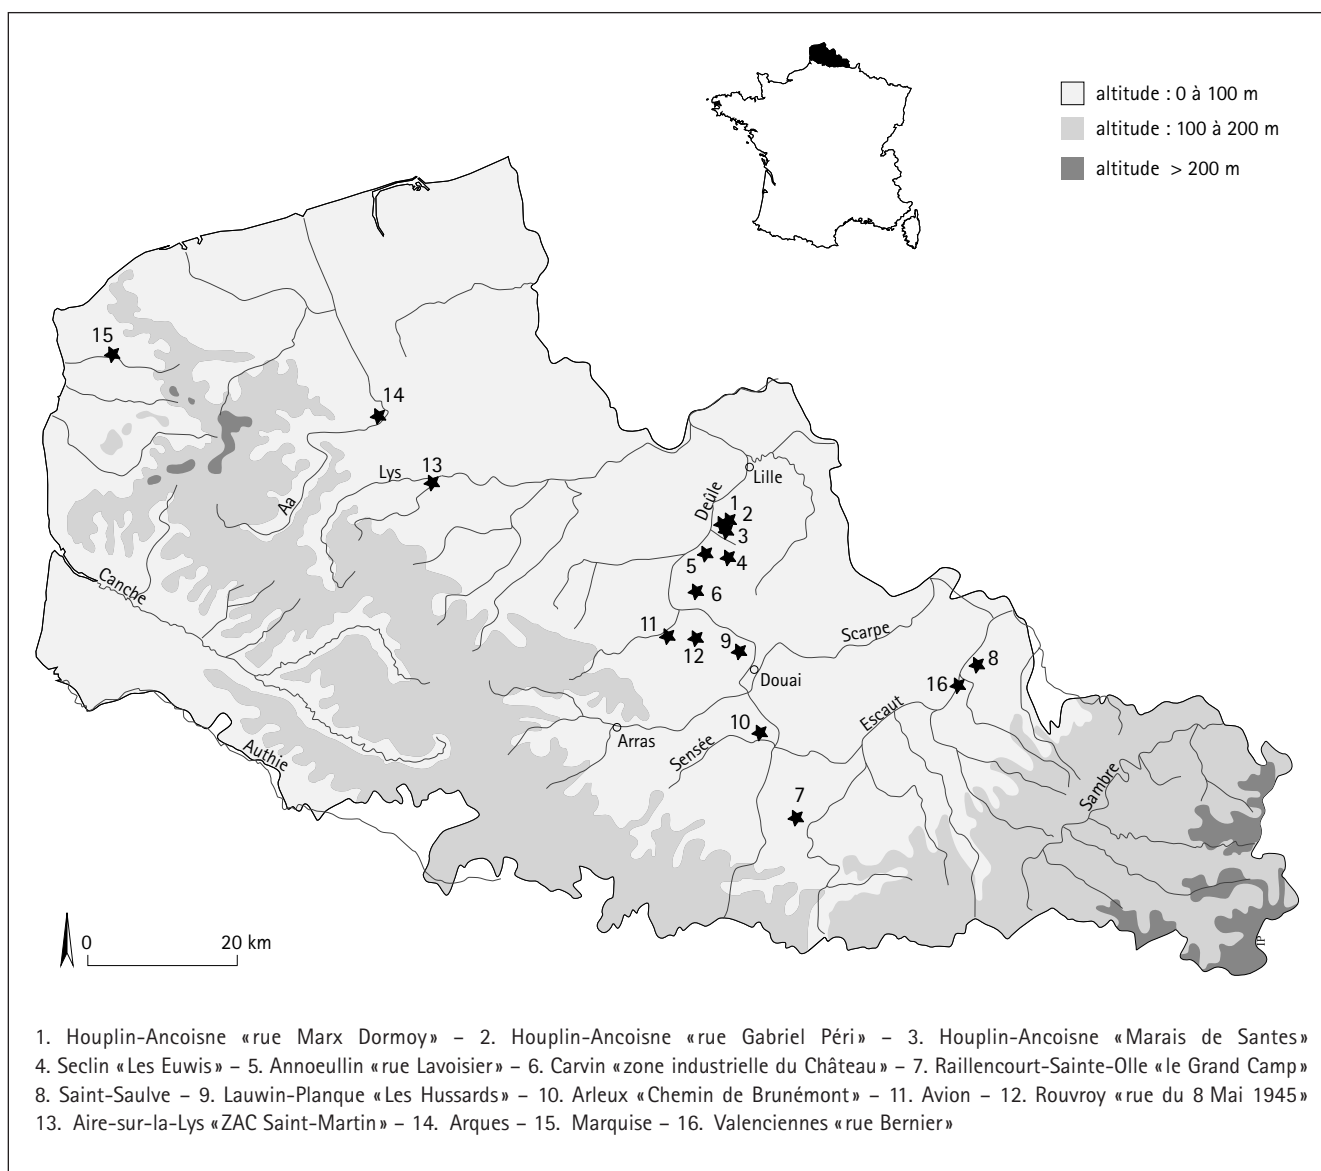 altitude : 0 à 100 m
altitude : 100 à 200 m
altitude > 200 m
15
14
13
Lys
Aa
Lille
Deûle
1
2
3
5
4
6
Canche
11
12
9
Scarpe
8
16
Douai
Escaut
10
Arras
Sensée
Authie
Sambre
7
0
20 km
1. Houplin-Ancoisne «rue Marx Dormoy» – 2. Houplin-Ancoisne «rue Gabriel Péri» – 3. Houplin-Ancoisne «Marais de Santes»
4. Seclin «Les Euwis» – 5. Annoeullin «rue Lavoisier» – 6. Carvin «zone industrielle du Château» – 7. Raillencourt-Sainte-Olle «le Grand Camp»
8. Saint-Saulve – 9. Lauwin-Planque «Les Hussards» – 10. Arleux «Chemin de Brunémont» – 11. Avion – 12. Rouvroy «rue du 8 Mai 1945»
13. Aire-sur-la-Lys «ZAC Saint-Martin» – 14. Arques – 15. Marquise – 16. Valenciennes «rue Bernier»